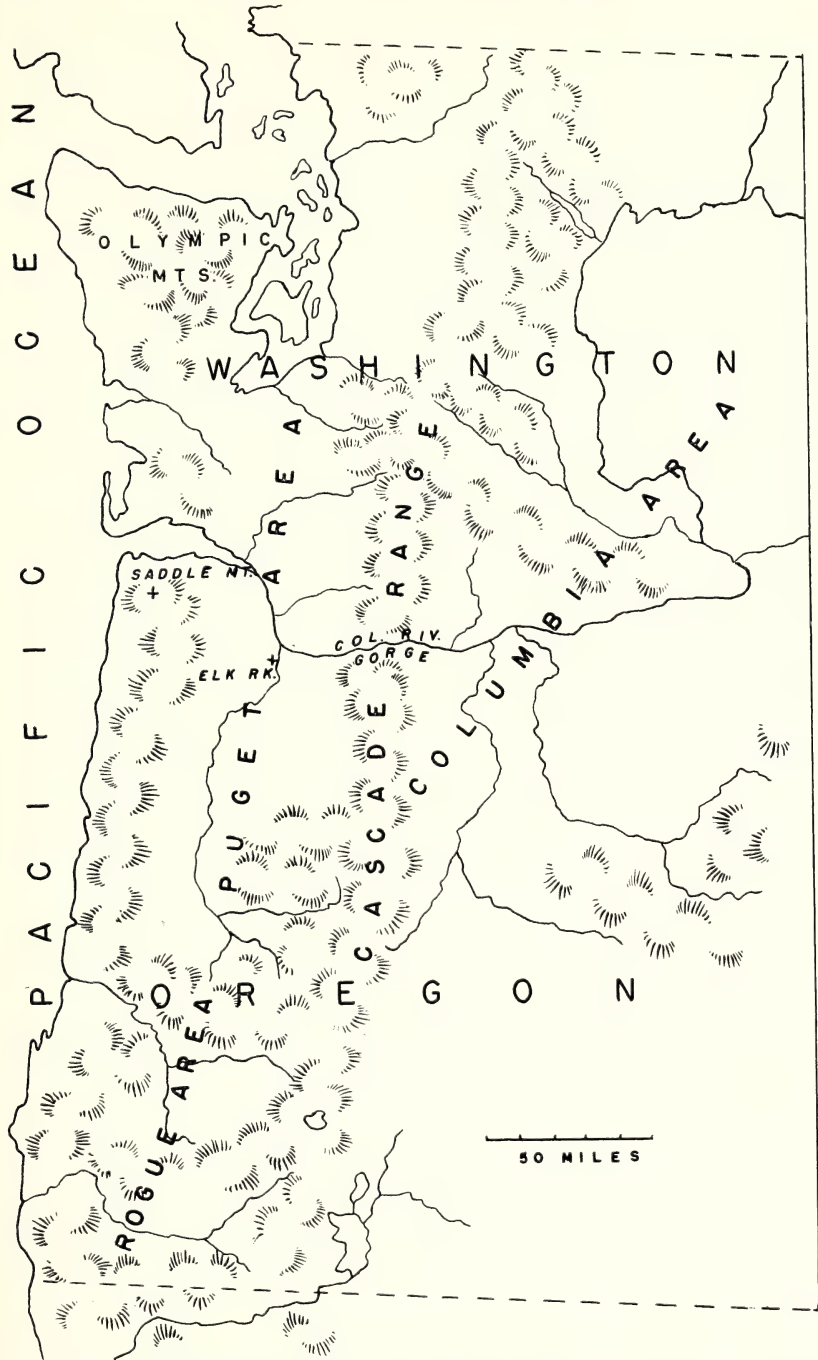 PACIFIC OCEAN
OLYMPIC
MTS.
WASHINGTON
PUGET AREA
CASCADE RANGE
COLUMBIA AREA
SADDLE MT.
COL. RIV.
GORGE
ELK RK.
OREGON
ROGUE AREA
50 MILES